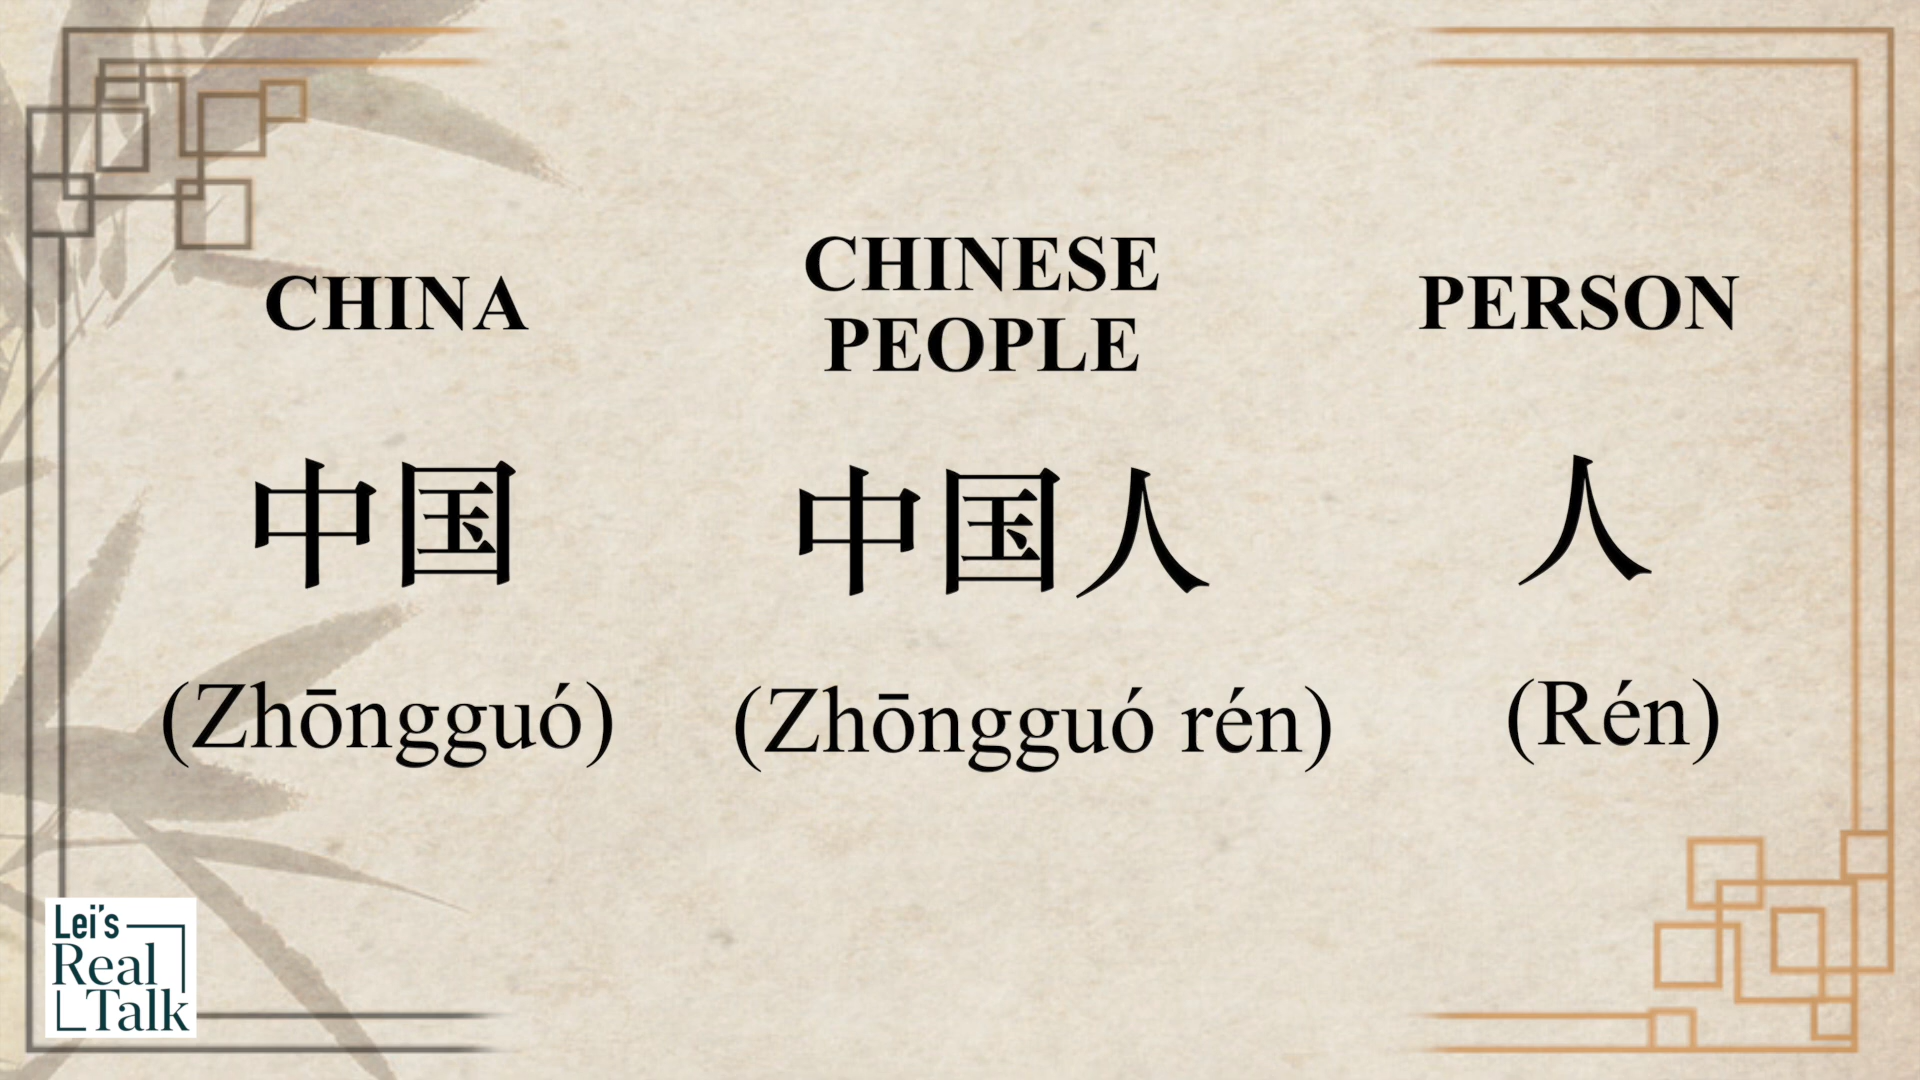 CHINA
中国
(Zhōngguó)
CHINESE
PEOPLE
中国人
(Zhōngguó rén)
PERSON
人
(Rén)
Lei's
Real
Talk